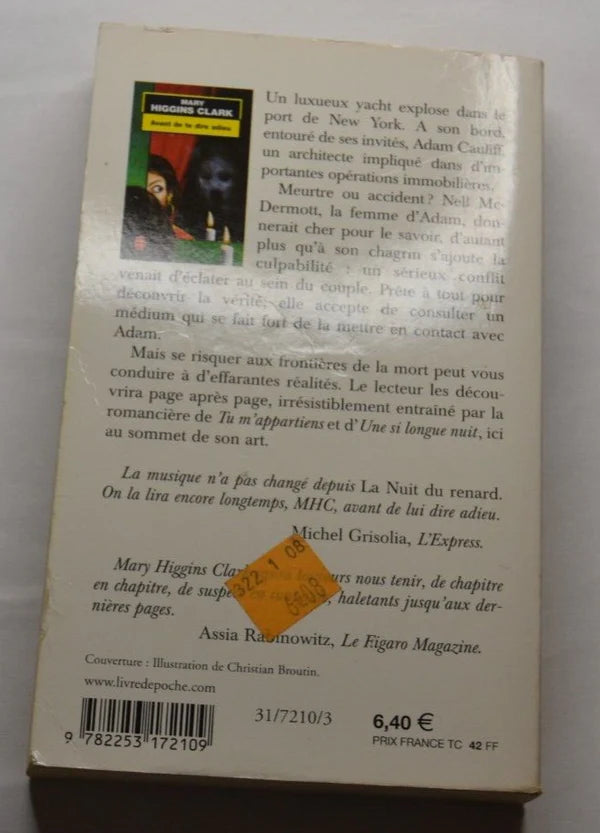 MARY
HIGGINS CLARK
Avant de te dire adieu
Un luxueux yacht explose dans le
port de New York. A son bord,
entouré de ses invités, Adam Cauliff,
un architecte impliqué dans d'im-
portantes opérations immobilières.
Meurtre ou accident ? Nell Mc-
Dermott, la femme d'Adam, don-
nerait cher pour le savoir, d'autant
plus qu'à son chagrin s'ajoute la
culpabilité : un sérieux conflit
venait d'éclater au sein du couple. Prête à tout pour
découvrir la vérité, elle accepte de consulter un
médium qui se fait fort de la mettre en contact avec
Adam.
Mais se risquer aux frontières de la mort peut vous
conduire à d'effarantes réalités. Le lecteur les décou-
vrira page après page, irrésistiblement entraîné par la
romancière de Tu m'appartiens et d'Une si longue nuit, ici
au sommet de son art.
La musique n'a pas changé depuis La Nuit du renard.
On la lira encore longtemps, MHC, avant de lui dire adieu.
Michel Grisolia, L'Express.
Mary Higgins Clark nous tenir, de chapitre
en chapitre, de haletants jusqu'aux der-
nières pages.
Assia Rabinowitz, Le Figaro Magazine.
322 1 08
Couverture : Illustration de Christian Broutin.
www.livredepoche.com
31/7210/3
6,40 €
PRIX FRANCE TC 42 FF
9 782253 172109